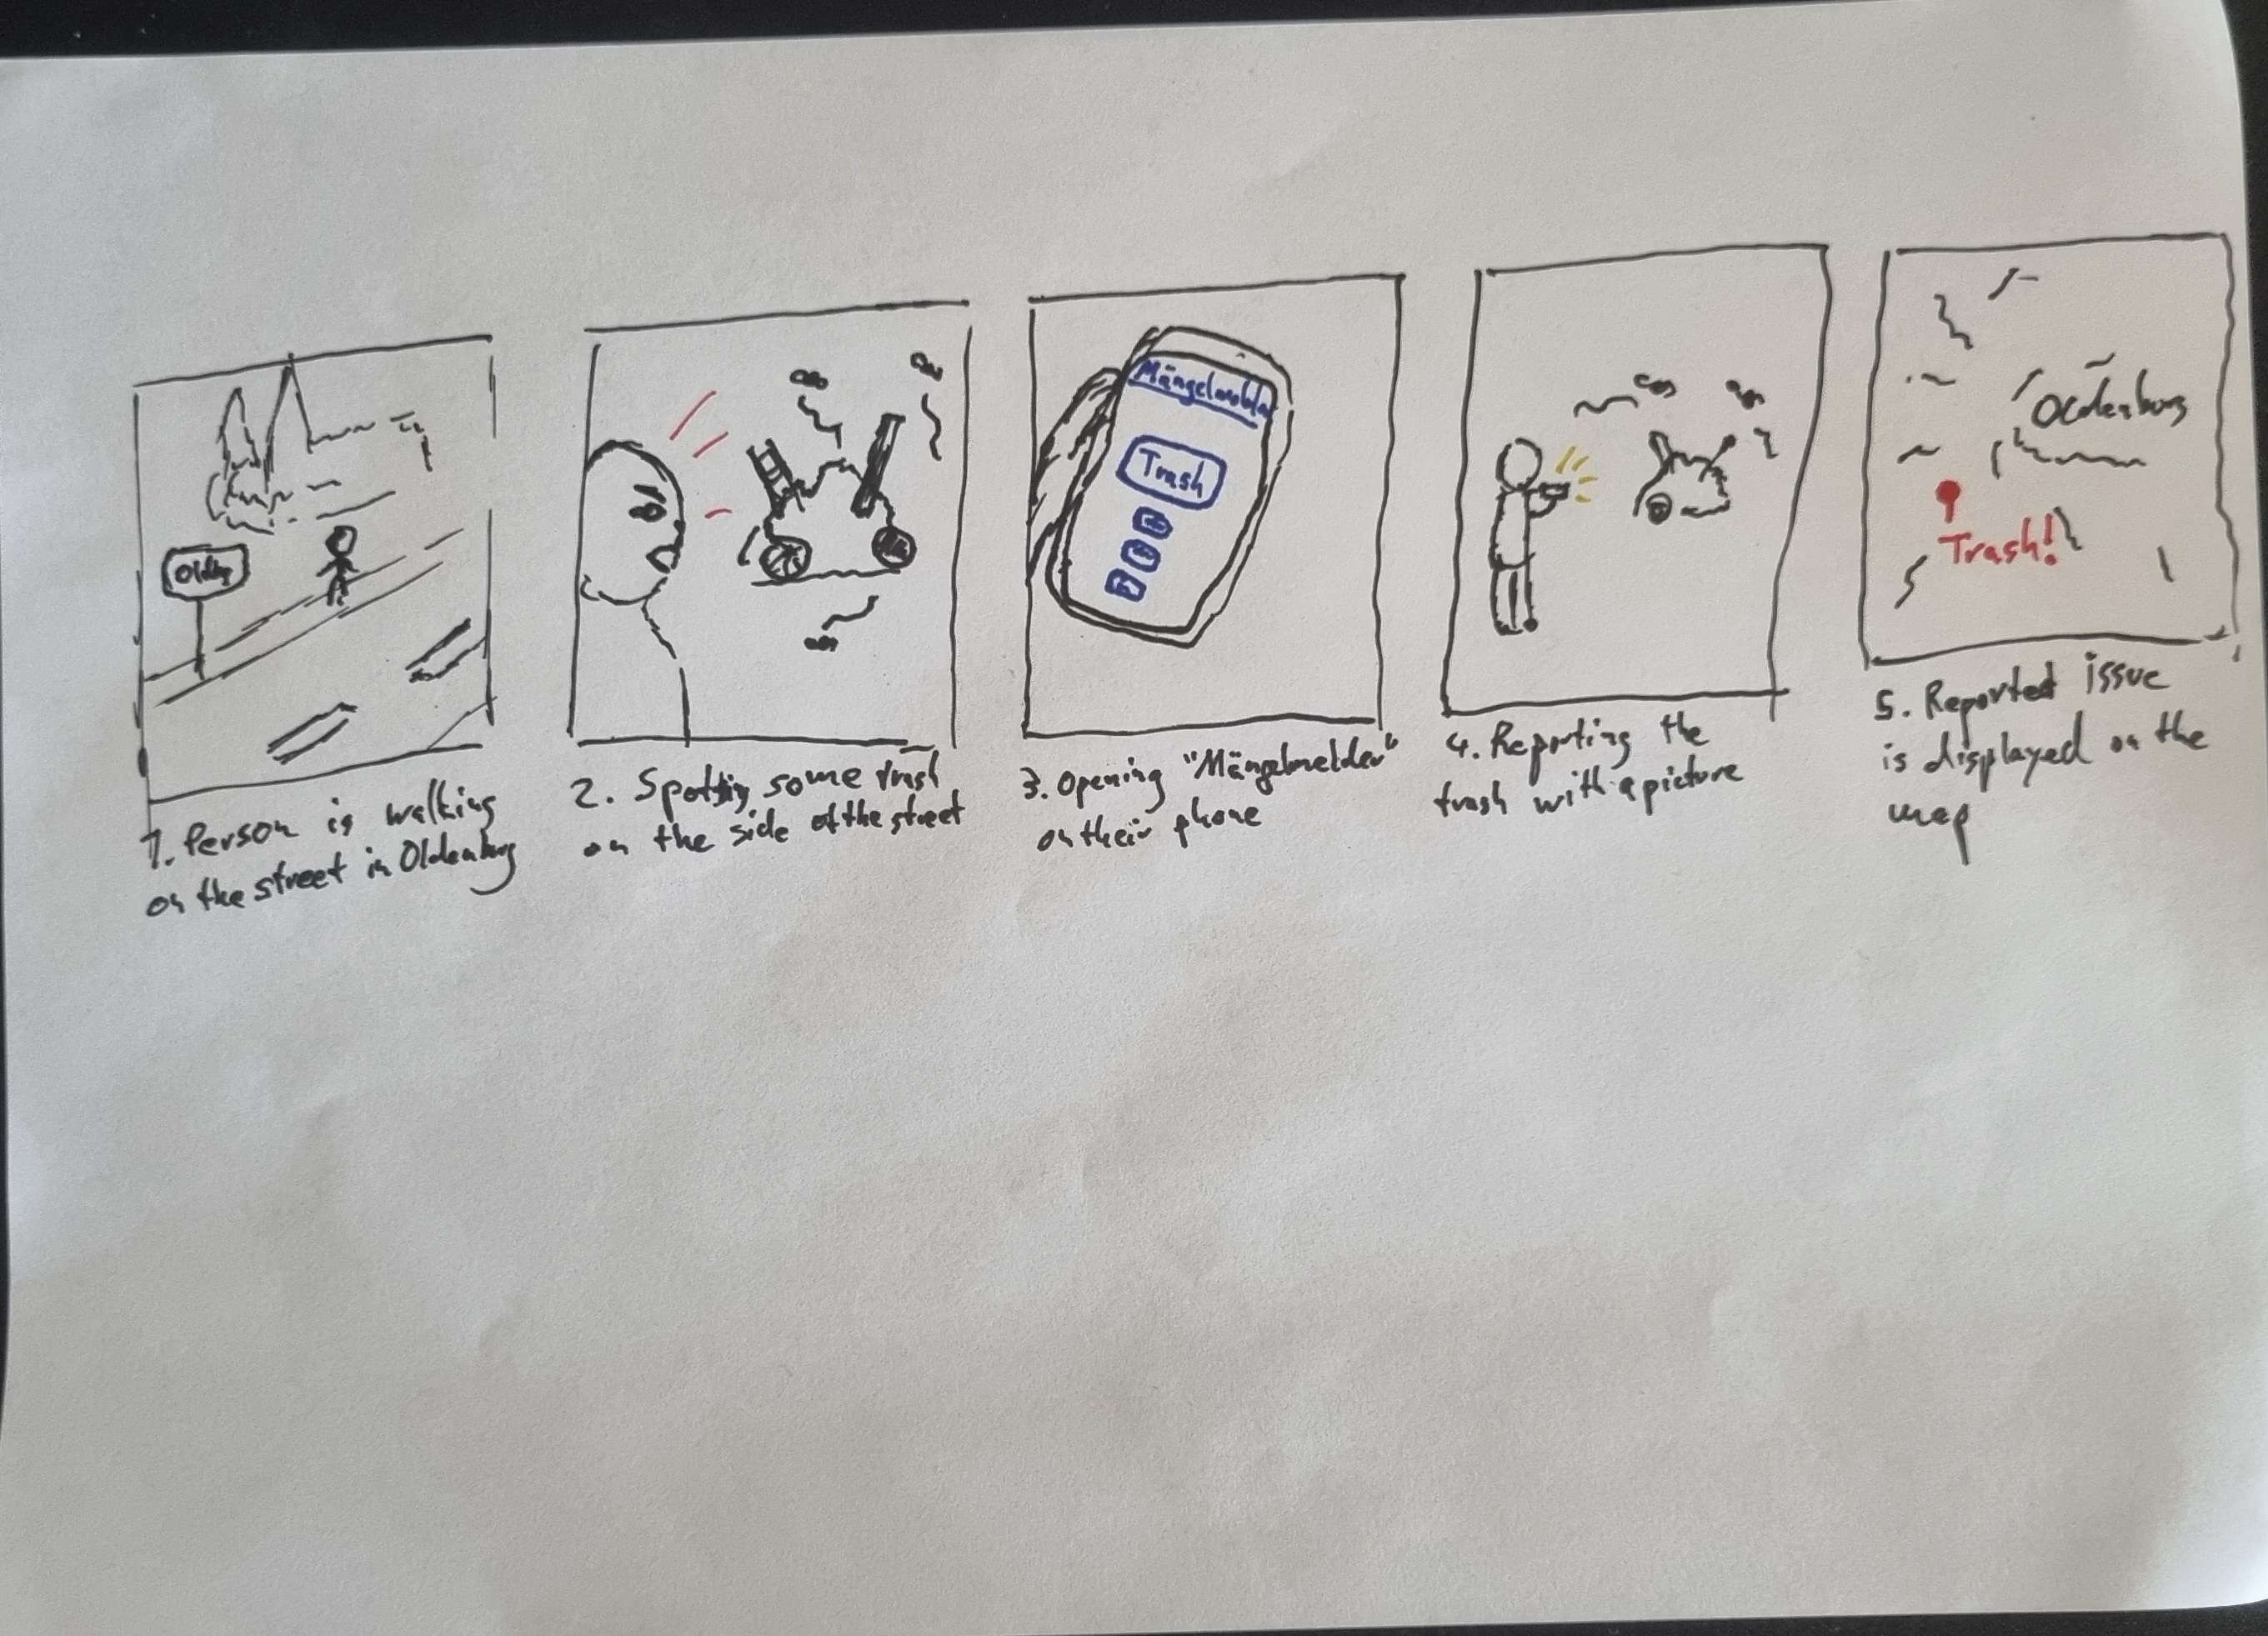 Oldbg
1. Person is walking
on the street in Oldenburg
2. Spotting some trash
on the side of the street
Mängelmelder
Trash
3. Opening "Mängelmelder"
on their phone
4. Reporting the
trash with a picture
Oldenburg
Trash!
5. Reported issue
is displayed on the
map